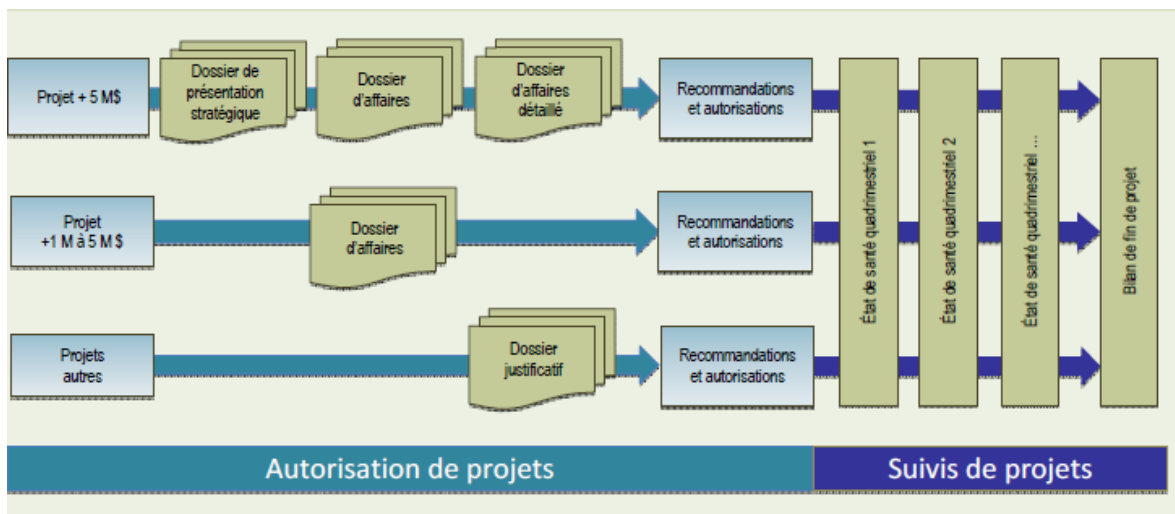 Projet + 5 M$
Dossier de
présentation
stratégique
Dossier
d'affaires
Dossier
d'affaires
détaillé
Recommandations
et autorisations
Projet
+1 M à 5 M $
Dossier
d'affaires
Recommandations
et autorisations
Projets
autres
Dossier
justificatif
Recommandations
et autorisations
État de santé quadrimestriel 1
État de santé quadrimestriel 2
État de santé quadrimestriel ...
Bilan de fin de projet
Autorisation de projets
Suivis de projets